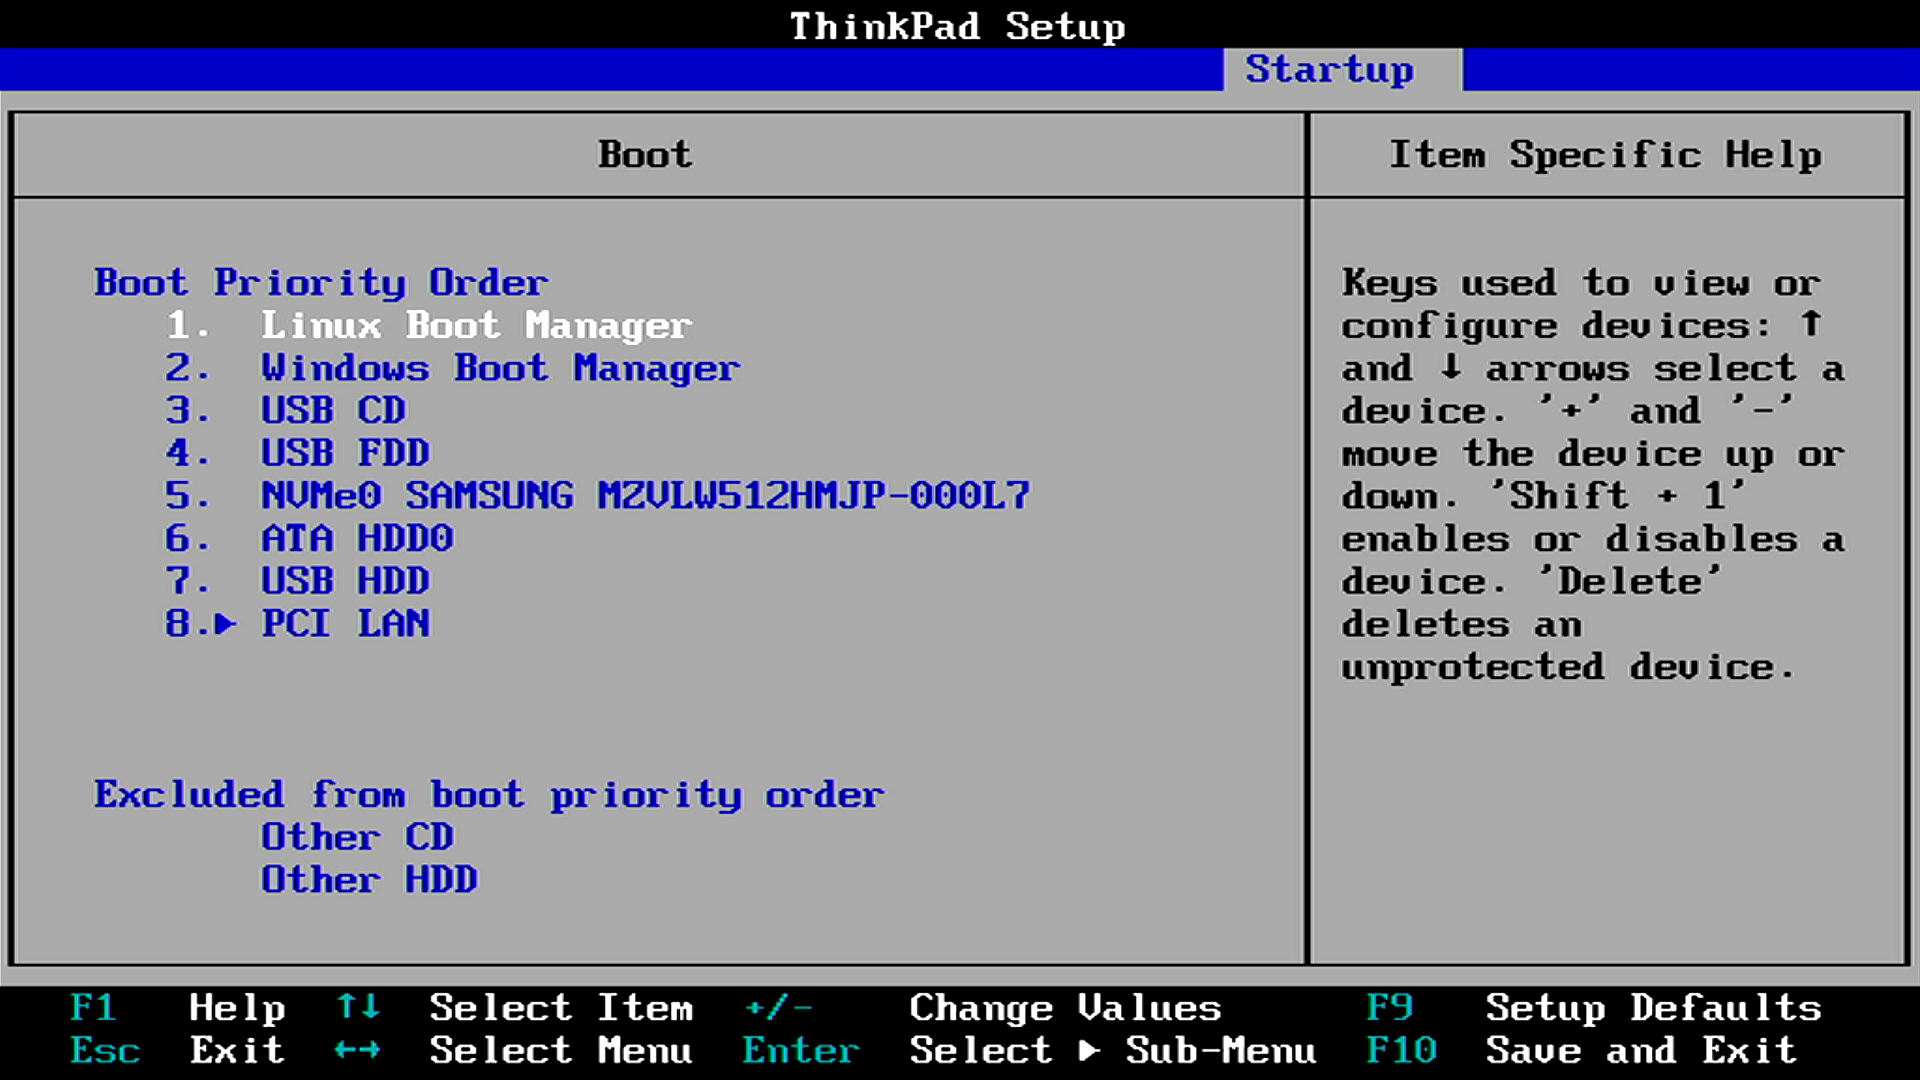 ThinkPad Setup
Startup
Boot
Item Specific Help
Boot Priority Order
1. Linux Boot Manager
2. Windows Boot Manager
3. USB CD
4. USB FDD
5. NVMe0 SAMSUNG MZVLW512HMJP-000L7
6. ATA HDD0
7. USB HDD
8.▶ PCI LAN
Excluded from boot priority order
Other CD
Other HDD
Keys used to view or
configure devices: ↑
and ↓ arrows select a
device. '+' and '-'
move the device up or
down. 'Shift + 1'
enables or disables a
device. 'Delete'
deletes an
unprotected device.
F1 Help ↑↓ Select Item +/- Change Values F9 Setup Defaults
Esc Exit ←→ Select Menu Enter Select ▶ Sub-Menu F10 Save and Exit